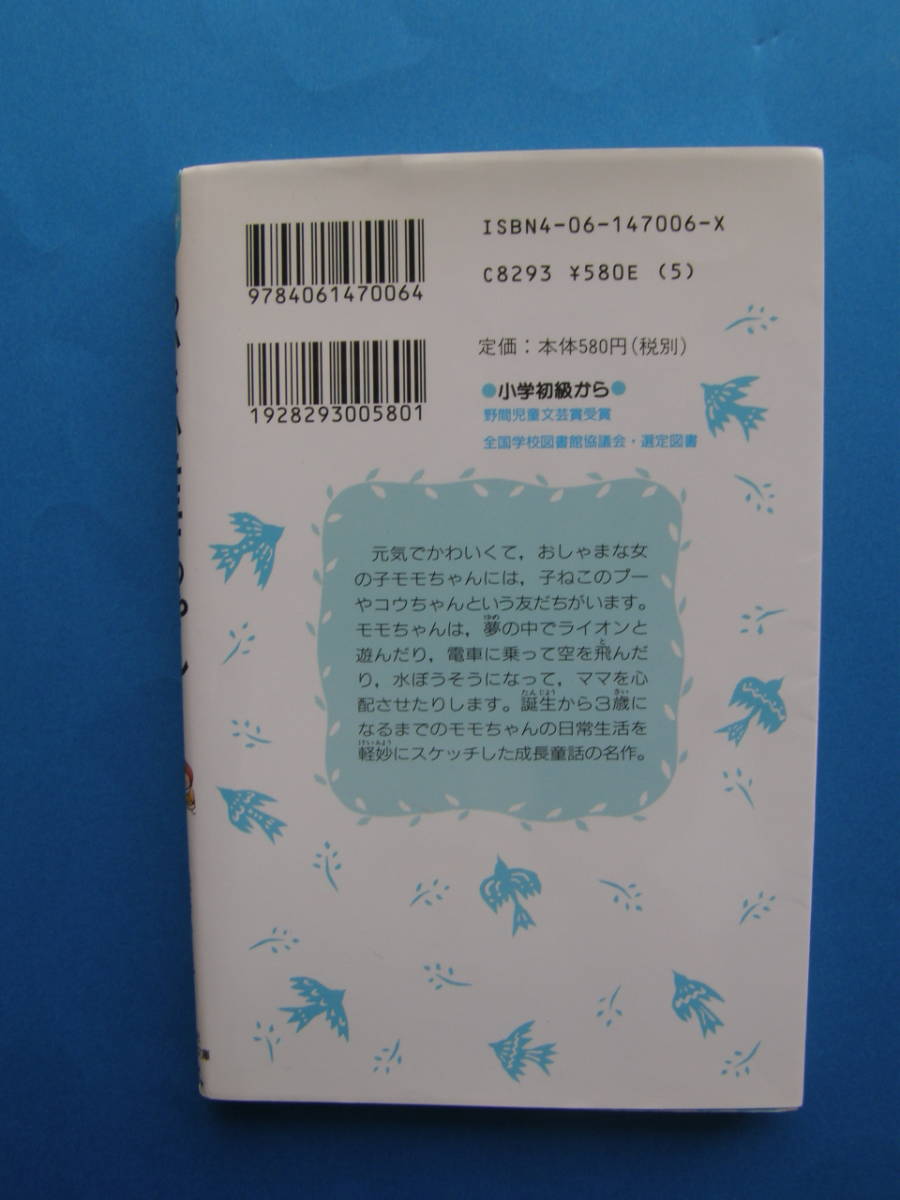 ISBN4-06-147006-X
C8293 ¥580E (5)
9784061470064
定価：本体580円（税別）
1928293005801
●小学初級から●
野間児童文芸賞受賞
全国学校図書館協議会・選定図書
元気でかわいくて，おしゃまな女
の子モモちゃんには，子ねこのプー
やコウちゃんという友だちがいます。
モモちゃんは，夢の中でライオンと
遊んだり，電車に乗って空を飛んだ
り，水ぼうそうになって，ママを心
配させたりします。誕生から3歳に
なるまでのモモちゃんの日常生活を
軽妙にスケッチした成長童話の名作。